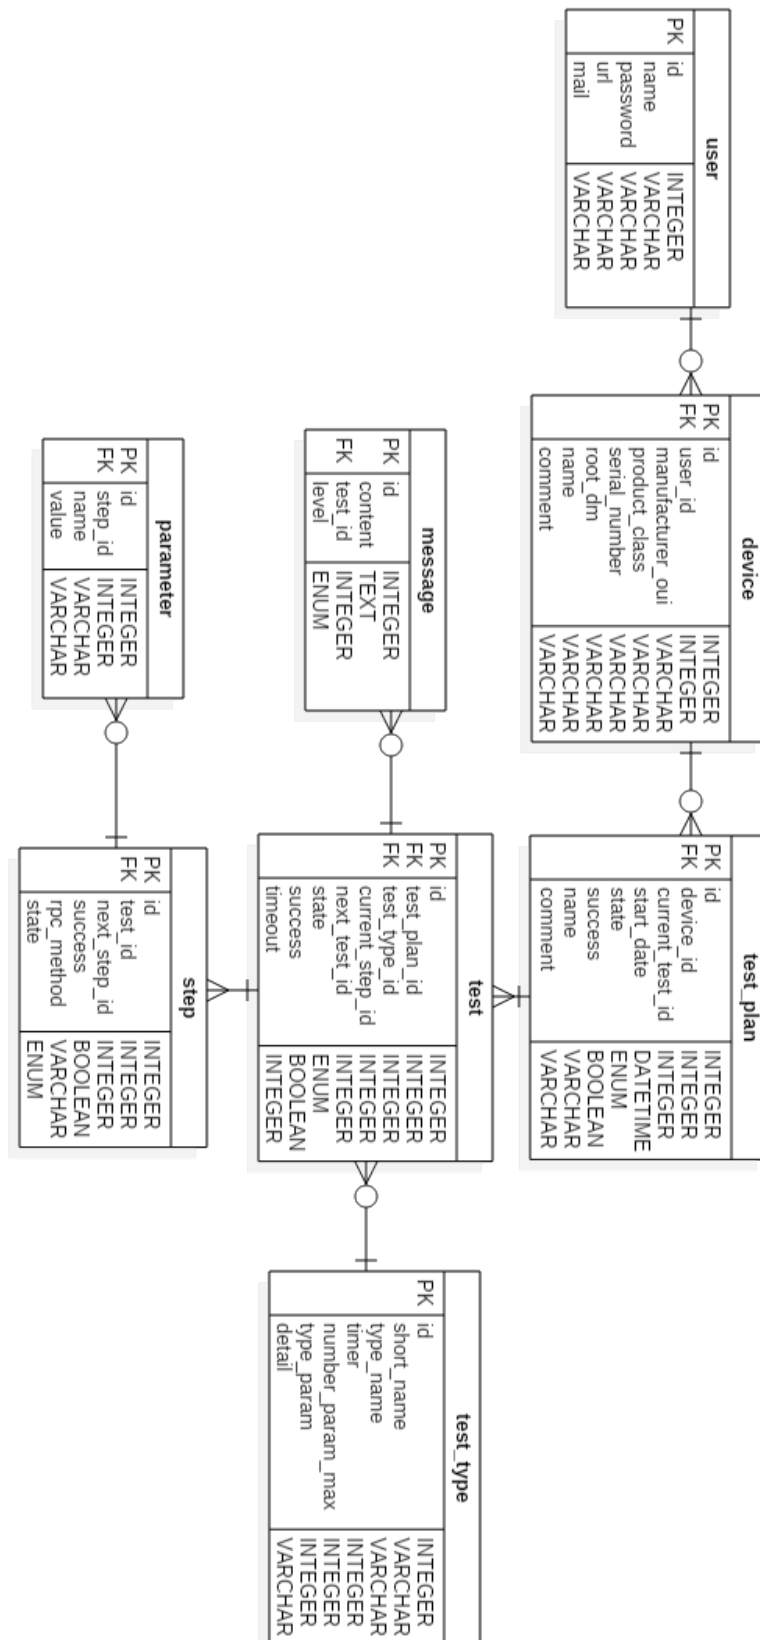 user
PK id INTEGER
name VARCHAR
password VARCHAR
url VARCHAR
mail VARCHAR
device
PK id INTEGER
FK user_id INTEGER
manufacturer_oui VARCHAR
product_class VARCHAR
serial_number VARCHAR
root_dm VARCHAR
name VARCHAR
comment VARCHAR
test_plan
PK id INTEGER
FK device_id INTEGER
current_test_id INTEGER
start_date DATETIME
state ENUM
success BOOLEAN
name VARCHAR
comment VARCHAR
message
PK id INTEGER
content TEXT
FK test_id INTEGER
level ENUM
test
PK id INTEGER
FK test_plan_id INTEGER
FK test_type_id INTEGER
current_step_id INTEGER
next_test_id INTEGER
state ENUM
success BOOLEAN
timeout INTEGER
test_type
PK id INTEGER
short_name VARCHAR
type_name VARCHAR
timer INTEGER
number_param_max INTEGER
type_param INTEGER
detail VARCHAR
parameter
PK id INTEGER
FK step_id INTEGER
name VARCHAR
value VARCHAR
step
PK id INTEGER
FK test_id INTEGER
next_step_id INTEGER
success BOOLEAN
rpc_method VARCHAR
state ENUM